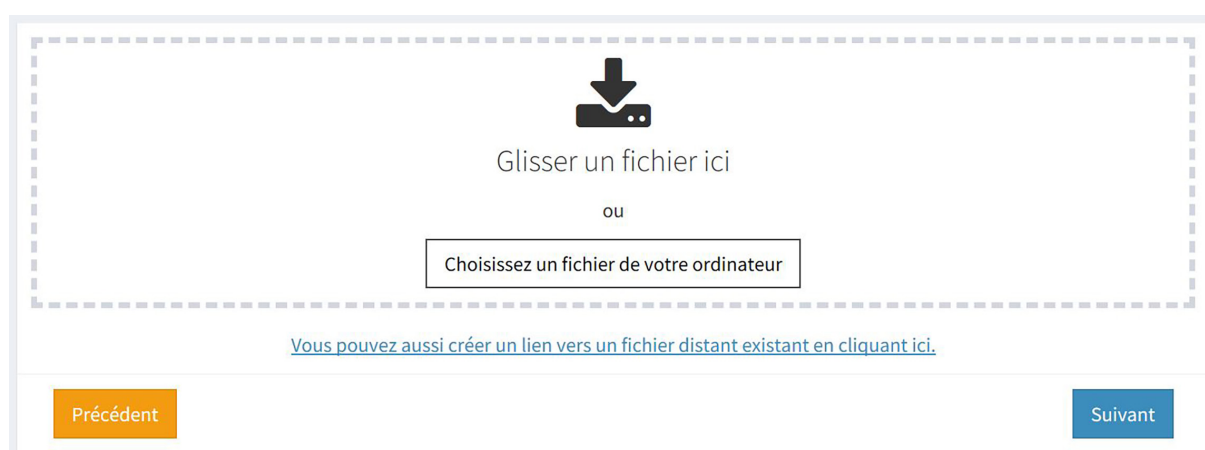 Glisser un fichier ici
ou
Choisissez un fichier de votre ordinateur
Vous pouvez aussi créer un lien vers un fichier distant existant en cliquant ici.
Précédent
Suivant